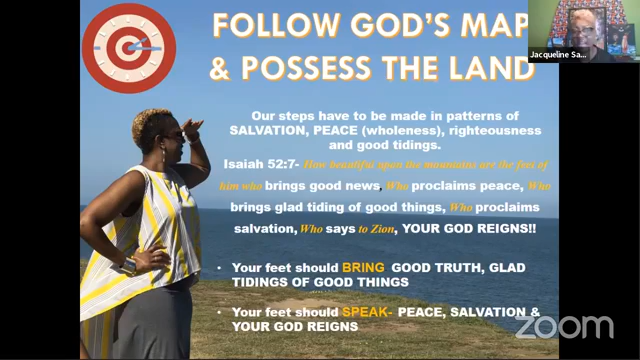 FOLLOW GOD'S MAP
& POSSESS THE LAND
Jacqueline Sa...
Our steps have to be made in patterns of
SALVATION, PEACE (wholeness), righteousness
and good tidings.
Isaiah 52:7- How beautiful upon the mountains are the feet of
him who brings good news, Who proclaims peace, Who
brings glad tiding of good things, Who proclaims
salvation, Who says to Zion, YOUR GOD REIGNS!!
• Your feet should BRING GOOD TRUTH, GLAD
TIDINGS OF GOOD THINGS
• Your feet should SPEAK- PEACE, SALVATION &
YOUR GOD REIGNS
zoom